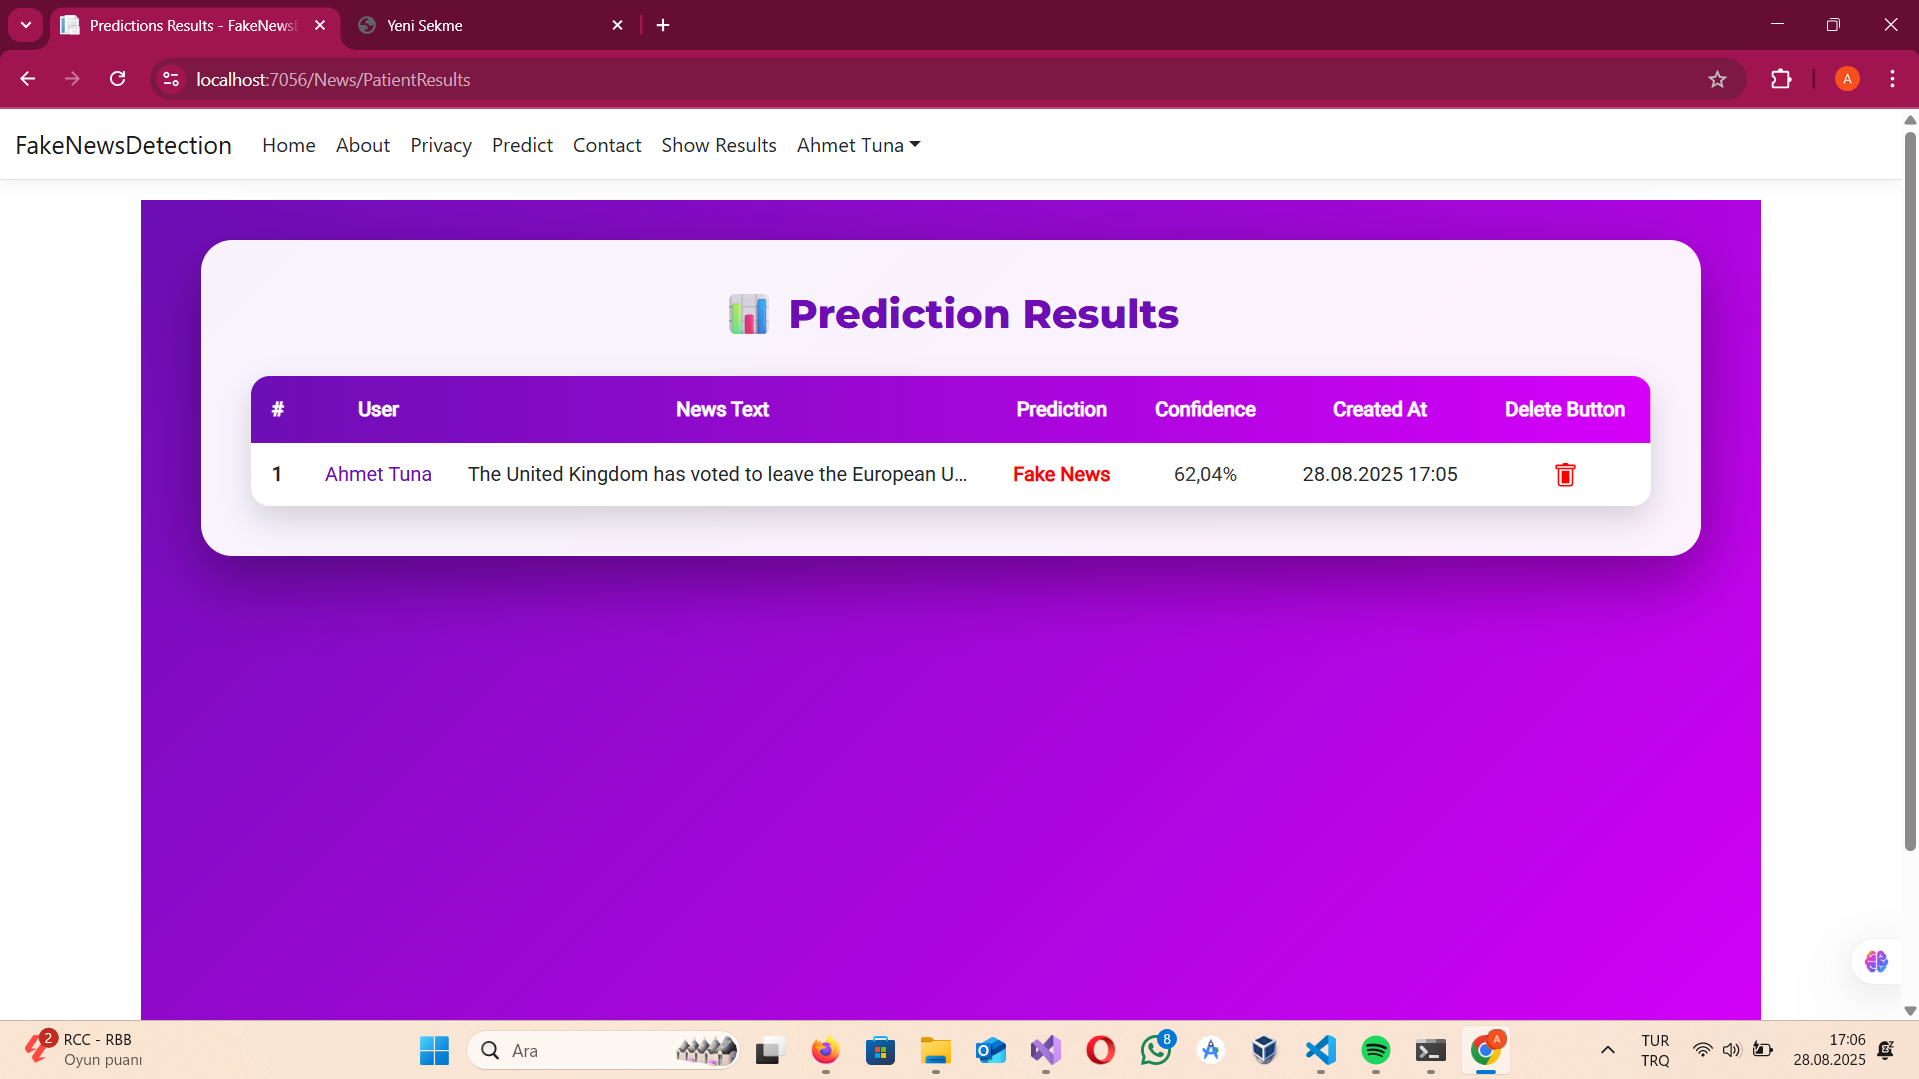 Predictions Results - FakeNewsD
Yeni Sekme
localhost:7056/News/PatientResults
A
FakeNewsDetection Home About Privacy Predict Contact Show Results Ahmet Tuna
Prediction Results
# User News Text Prediction Confidence Created At Delete Button
1 Ahmet Tuna The United Kingdom has voted to leave the European U... Fake News 62,04% 28.08.2025 17:05
2 RCC - RBB
Oyun puanı
Ara
8
A
TUR
TRQ
17:06
28.08.2025